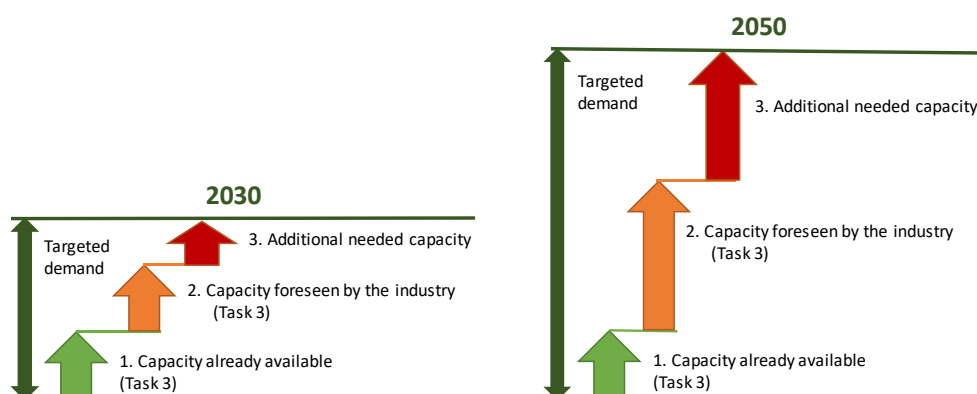 2030
Targeted
demand
3. Additional needed capacity
2. Capacity foreseen by the industry
(Task 3)
1. Capacity already available
(Task 3)
2050
Targeted
demand
3. Additional needed capacity
2. Capacity foreseen by the industry
(Task 3)
1. Capacity already available
(Task 3)